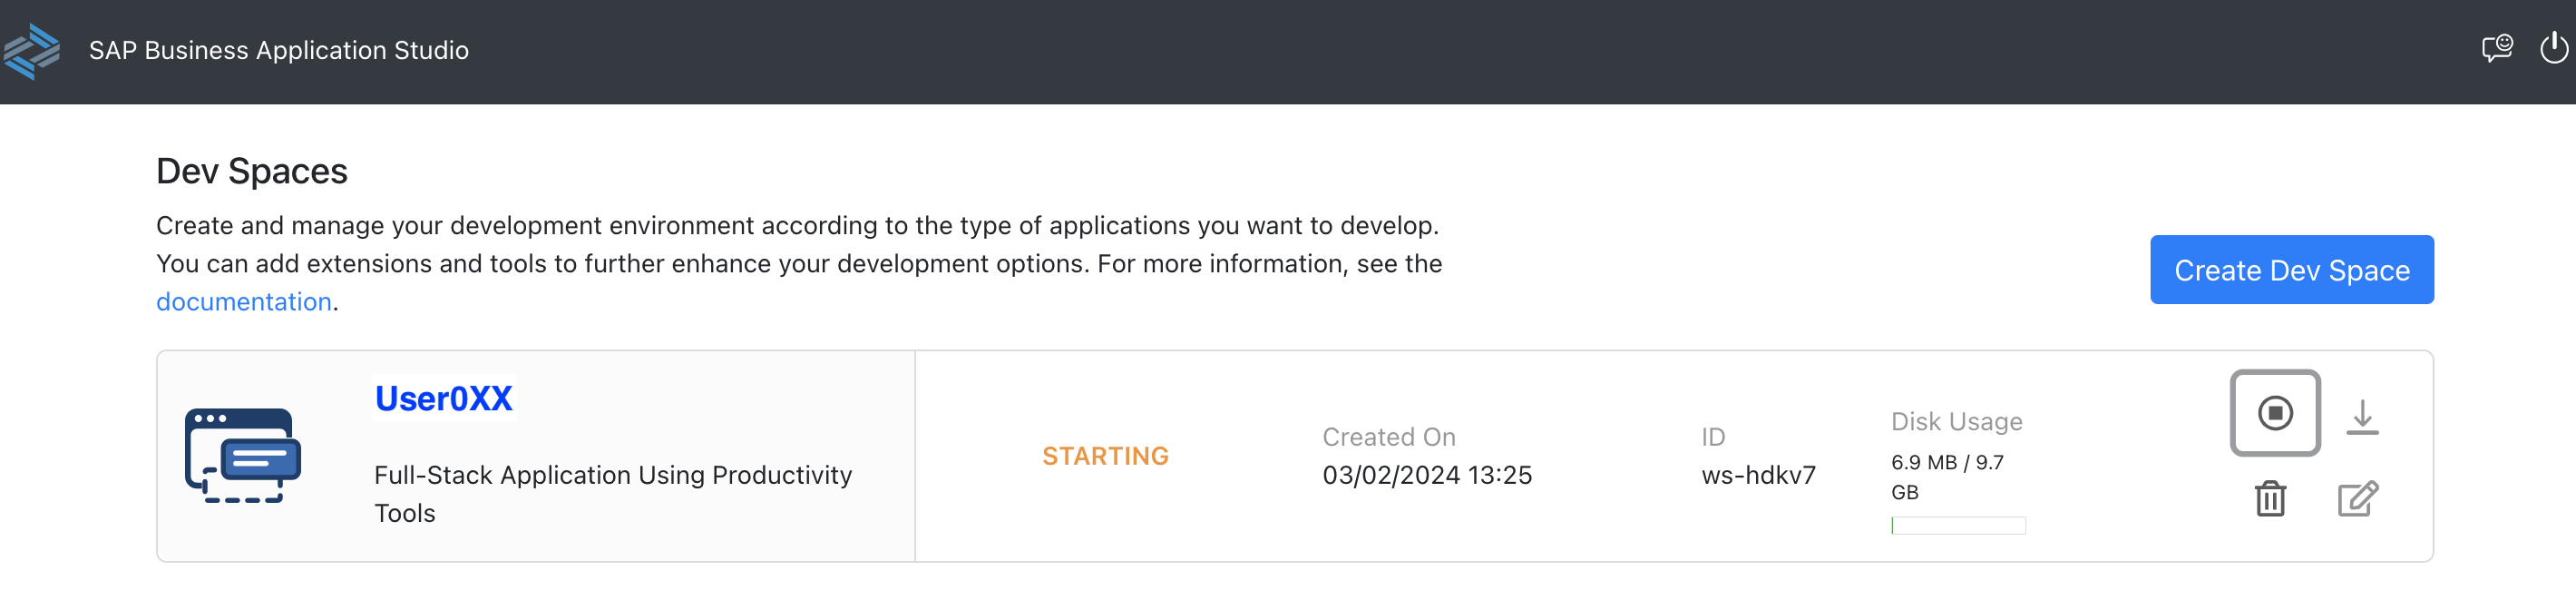 SAP Business Application Studio
Dev Spaces
Create and manage your development environment according to the type of applications you want to develop.
You can add extensions and tools to further enhance your development options. For more information, see the
documentation.
Create Dev Space
User0XX
Full-Stack Application Using Productivity
Tools
STARTING
Created On
03/02/2024 13:25
ID
ws-hdkv7
Disk Usage
6.9 MB / 9.7
GB